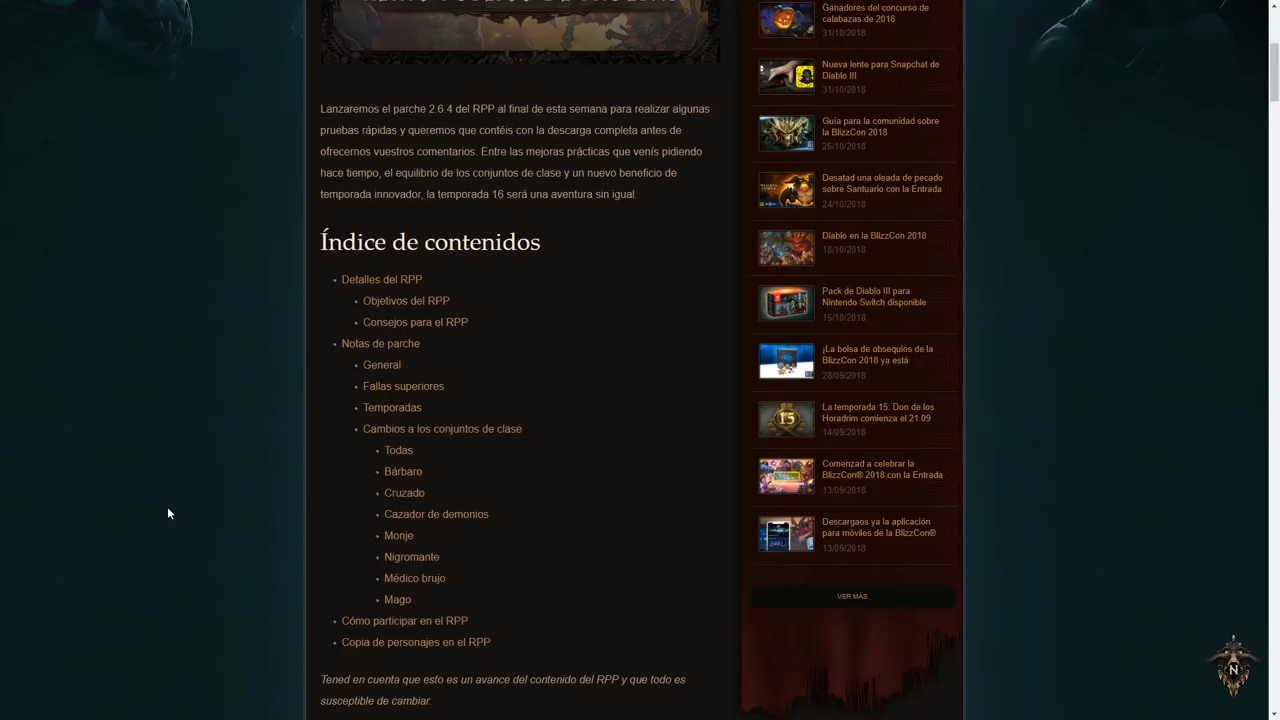 Lanzaremos el parche 2.6.4 del RPP al final de esta semana para realizar algunas
pruebas rápidas y queremos que contéis con la descarga completa antes de
ofrecernos vuestros comentarios. Entre las mejores prácticas que venís pidiendo
hace tiempo, el equilibrio de los conjuntos de clase y un nuevo beneficio de
temporada innovador, la temporada 16 será una aventura sin igual.
Índice de contenidos
Detalles del RPP
Objetivos del RPP
Consejos para el RPP
Notas de parche
General
Fallas superiores
Temporadas
Cambios a los conjuntos de clase
Todas
Bárbaro
Cruzado
Cazador de demonios
Monje
Nigromante
Médico brujo
Mago
Cómo participar en el RPP
Copia de personajes en el RPP
Tened en cuenta que esto es un avance del contenido del RPP y que todo es
susceptible de cambiar.
Ganadores del concurso de
calabazas de 2018
31/10/2018
Nueva lente para Snapchat de
Diablo III
31/10/2018
Guía para la comunidad sobre
la BlizzCon 2018
26/10/2018
Desatad una oleada de pecado
sobre Santuario con la Entrada
24/10/2018
Diablo en la BlizzCon 2018
18/10/2018
Pack de Diablo III para
Nintendo Switch disponible
15/10/2018
¡La bolsa de obsequios de la
BlizzCon 2018 ya está
28/09/2018
15
La temporada 15: Don de los
Horadrim comienza el 21.09
14/09/2018
Comenzad a celebrar la
BlizzCon® 2018 con la Entrada
13/09/2018
Descargaos ya la aplicación
para móviles de la BlizzCon®
13/09/2018
VER MÁS
N